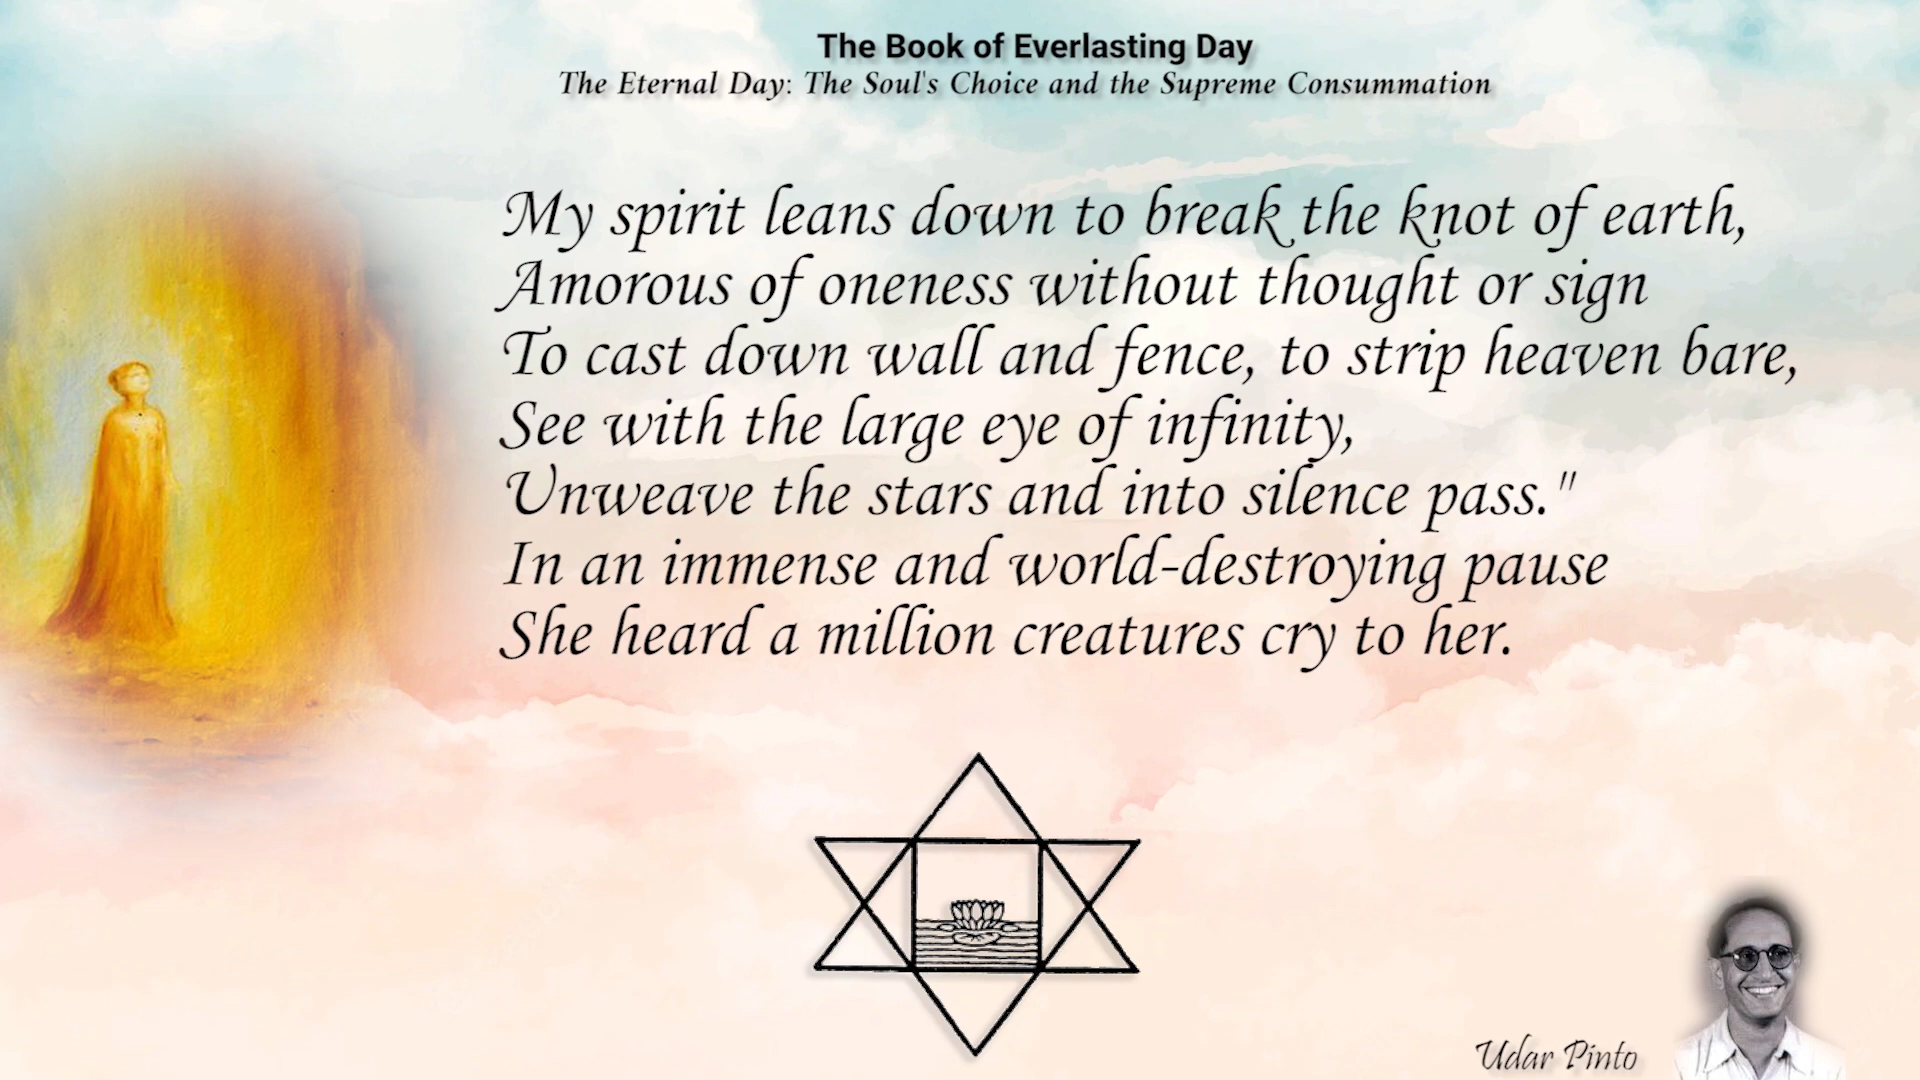 The Book of Everlasting Day
The Eternal Day: The Soul's Choice and the Supreme Consummation
My spirit leans down to break the knot of earth,
Amorous of oneness without thought or sign
To cast down wall and fence, to strip heaven bare,
See with the large eye of infinity,
Unweave the stars and into silence pass."
In an immense and world-destroying pause
She heard a million creatures cry to her.
Udar Pinto